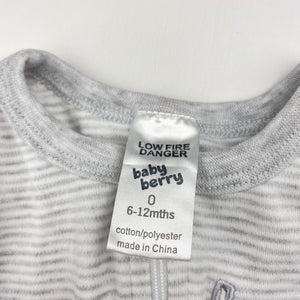 LOW FIRE
DANGER
baby
berry
0
6-12mths
cotton/polyester
made in China